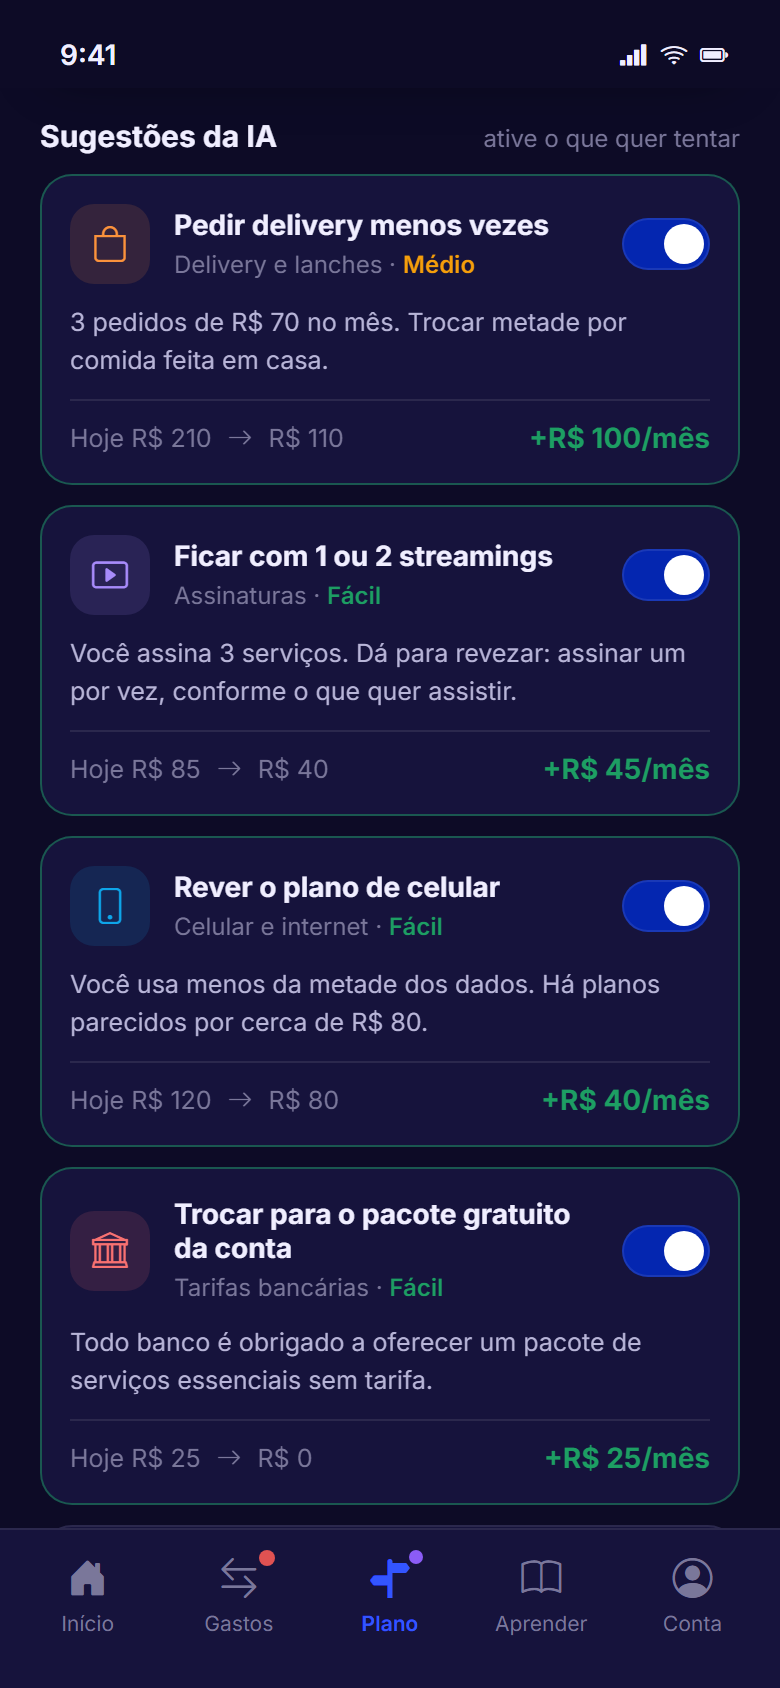 9:41
Sugestões da IA
ative o que quer tentar
Pedir delivery menos vezes
Delivery e lanches · Médio
3 pedidos de R$ 70 no mês. Trocar metade por
comida feita em casa.
Hoje R$ 210 → R$ 110
+R$ 100/mês
Ficar com 1 ou 2 streamings
Assinaturas · Fácil
Você assina 3 serviços. Dá para revezar: assinar um
por vez, conforme o que quer assistir.
Hoje R$ 85 → R$ 40
+R$ 45/mês
Rever o plano de celular
Celular e internet · Fácil
Você usa menos da metade dos dados. Há planos
parecidos por cerca de R$ 80.
Hoje R$ 120 → R$ 80
+R$ 40/mês
Trocar para o pacote gratuito
da conta
Tarifas bancárias · Fácil
Todo banco é obrigado a oferecer um pacote de
serviços essenciais sem tarifa.
Hoje R$ 25 → R$ 0
+R$ 25/mês
Início
Gastos
Plano
Aprender
Conta